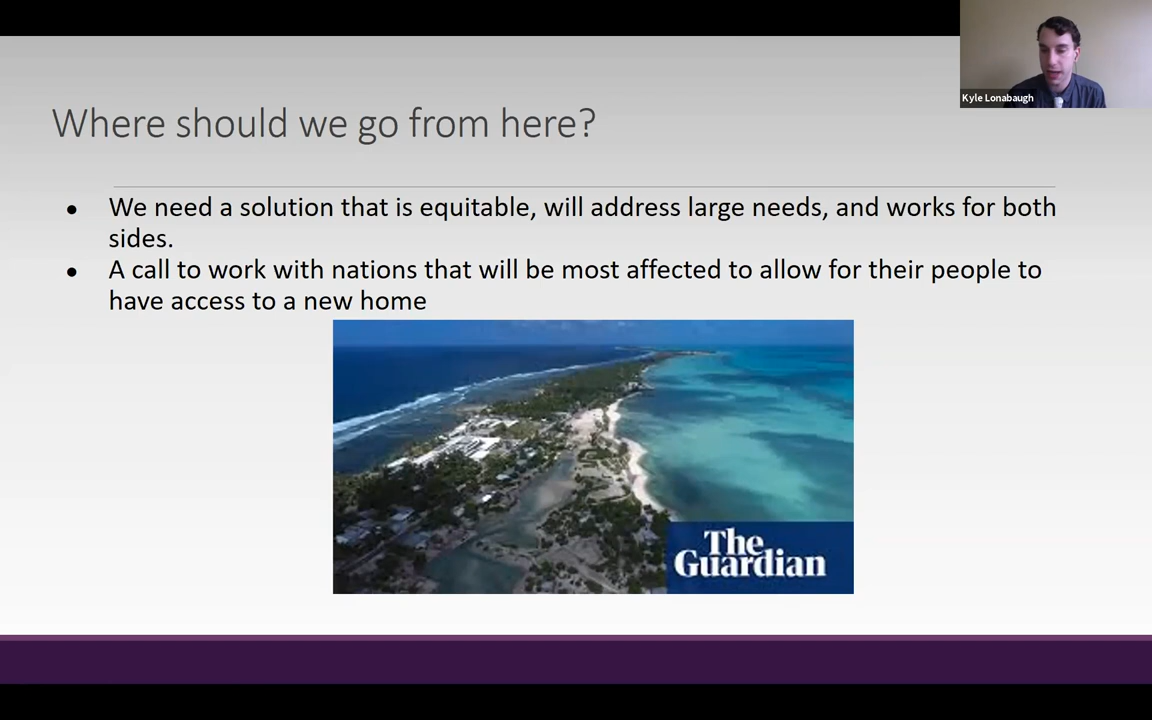 Kyle Lonabaugh
Where should we go from here?
• We need a solution that is equitable, will address large needs, and works for both
sides.
• A call to work with nations that will be most affected to allow for their people to
have access to a new home
The
Guardian